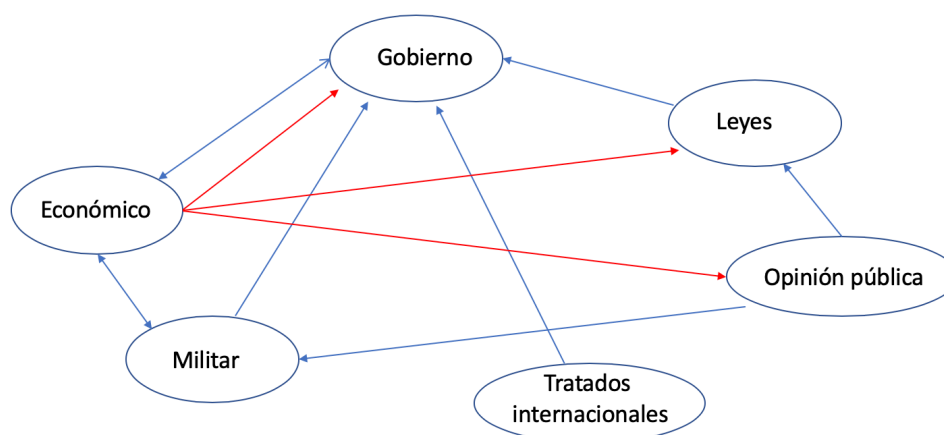 Gobierno
Leyes
Económico
Opinión pública
Militar
Tratados
internacionales